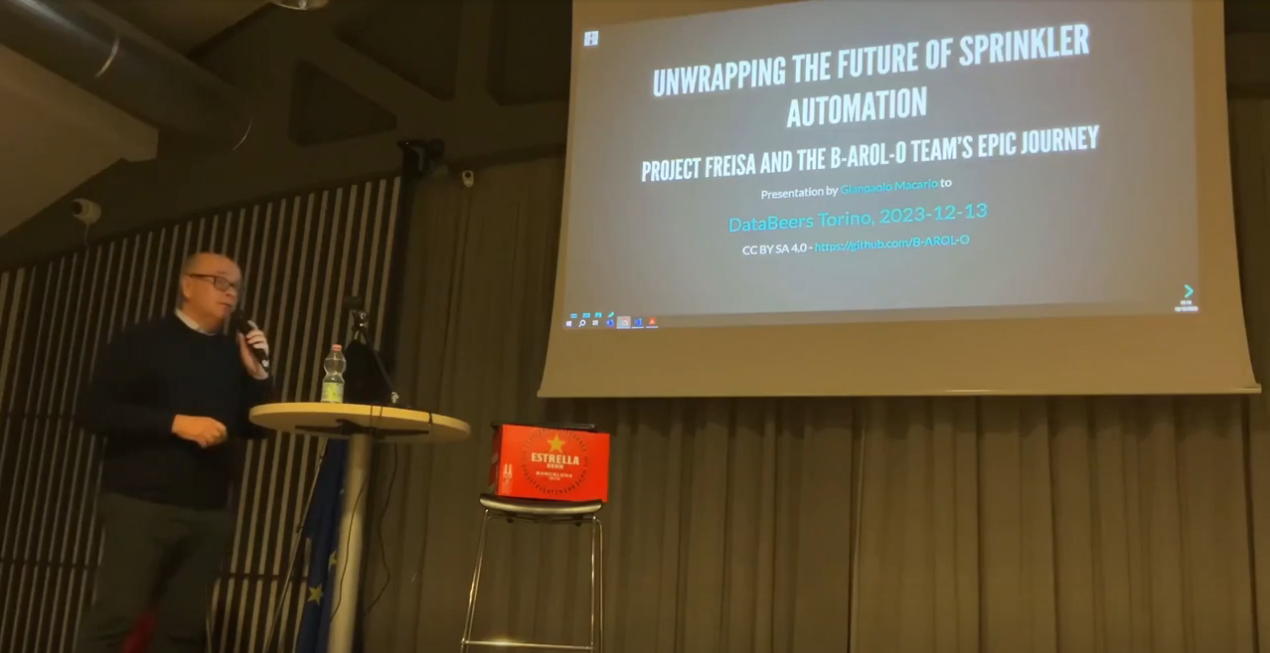 UNWRAPPING THE FUTURE OF SPRINKLER
AUTOMATION
PROJECT FREISA AND THE B-AROL-O TEAM'S EPIC JOURNEY
Presentation by Gianpaolo Macario to
DataBeers Torino, 2023-12-13
CC BY SA 4.0 - https://github.com/B-AROL-O
ESTRELLA
DAMM
BARCELONA